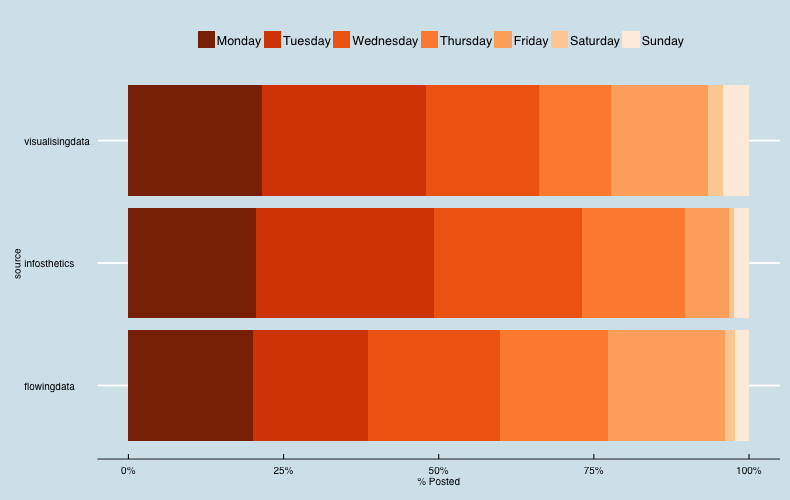 Monday Tuesday Wednesday Thursday Friday Saturday Sunday
visualisingdata
infosthetics
flowingdata
source
0% 25% 50% 75% 100%
% Posted